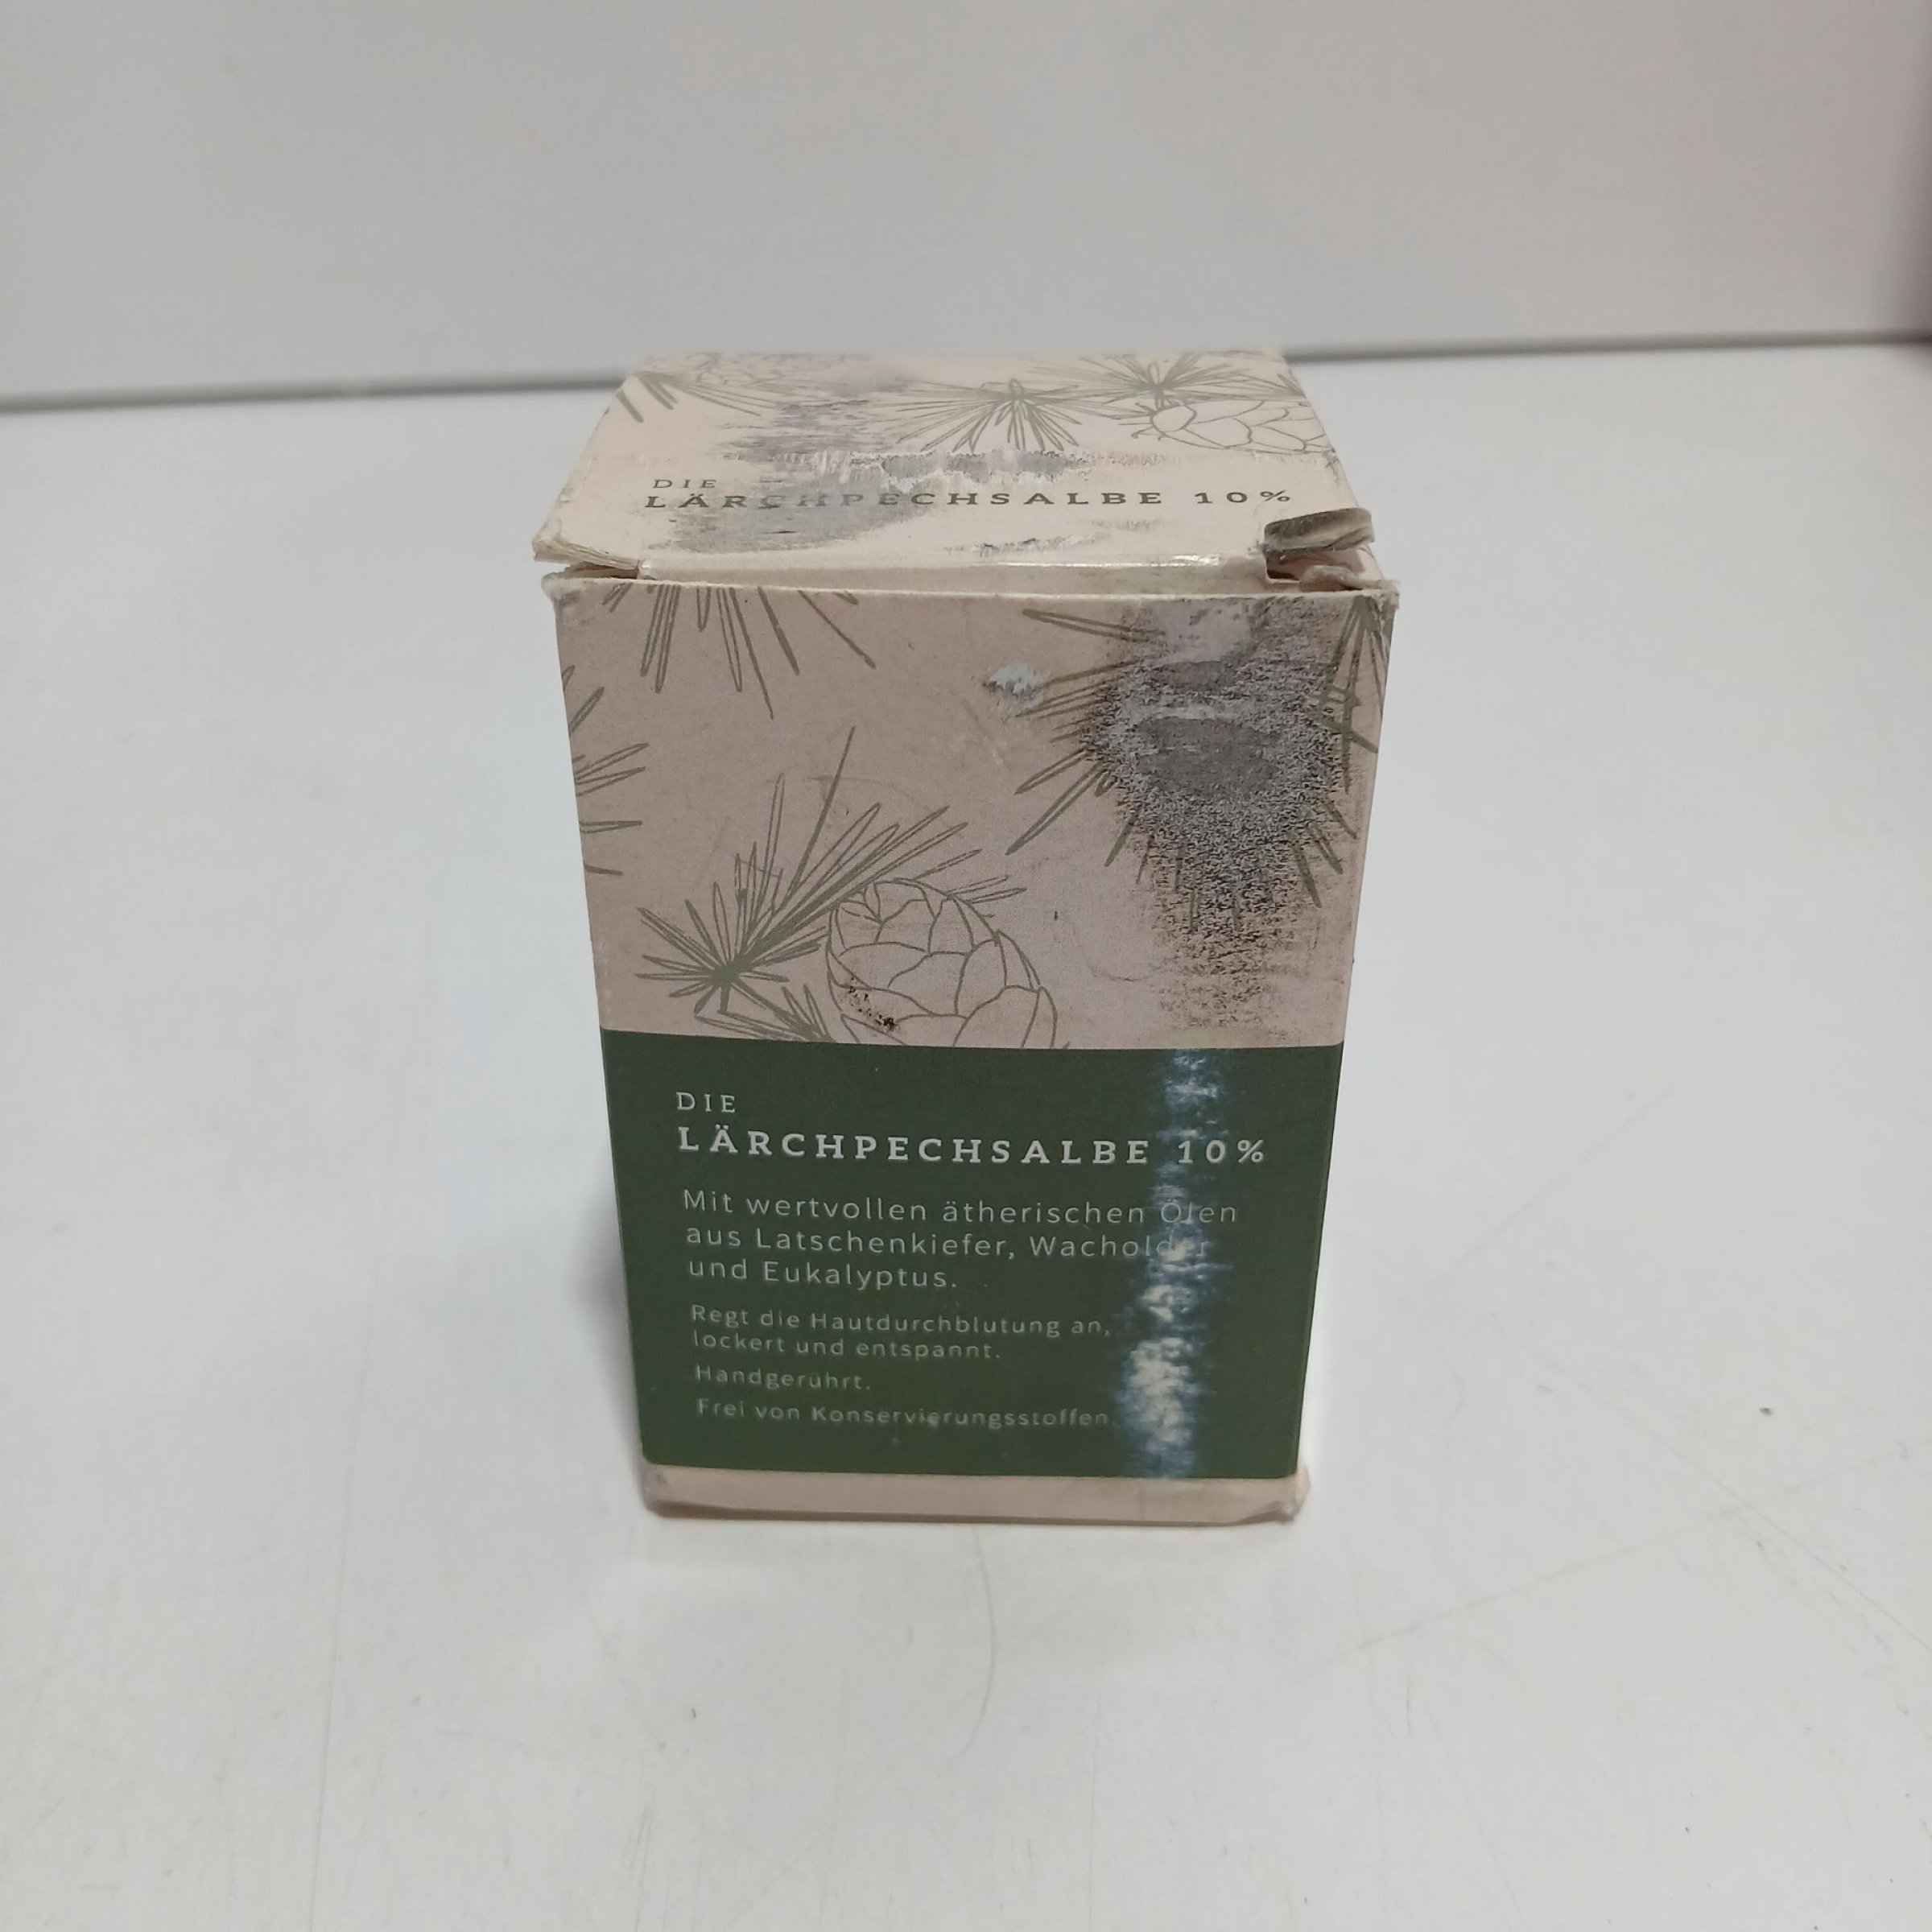 DIE
LÄRCHPECHSALBE 10%
DIE
LÄRCHPECHSALBE 10%
Mit wertvollen ätherischen Ölen
aus Latschenkiefer, Wacholder
und Eukalyptus.
Regt die Hautdurchblutung an,
lockert und entspannt.
Handgerührt.
Frei von Konservierungsstoffen.